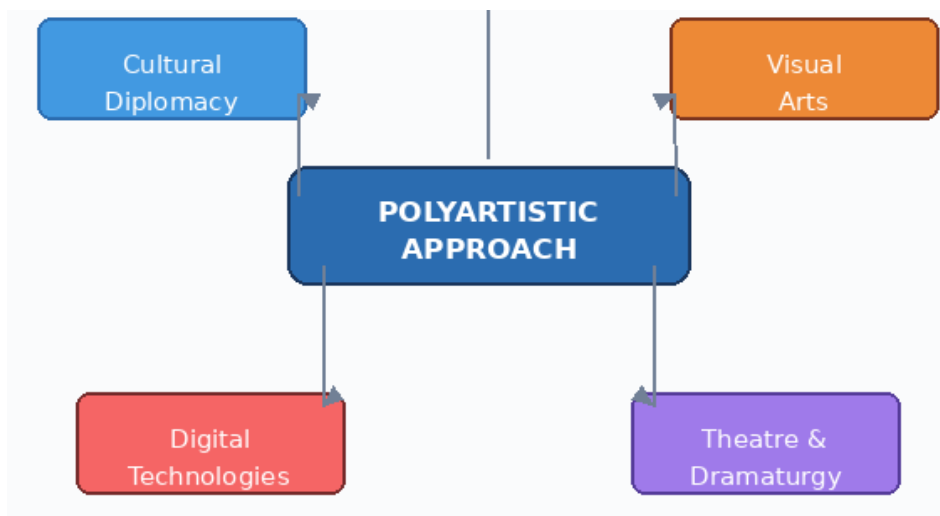 Cultural
Diplomacy
Visual
Arts
POLYARTISTIC
APPROACH
Digital
Technologies
Theatre &
Dramaturgy